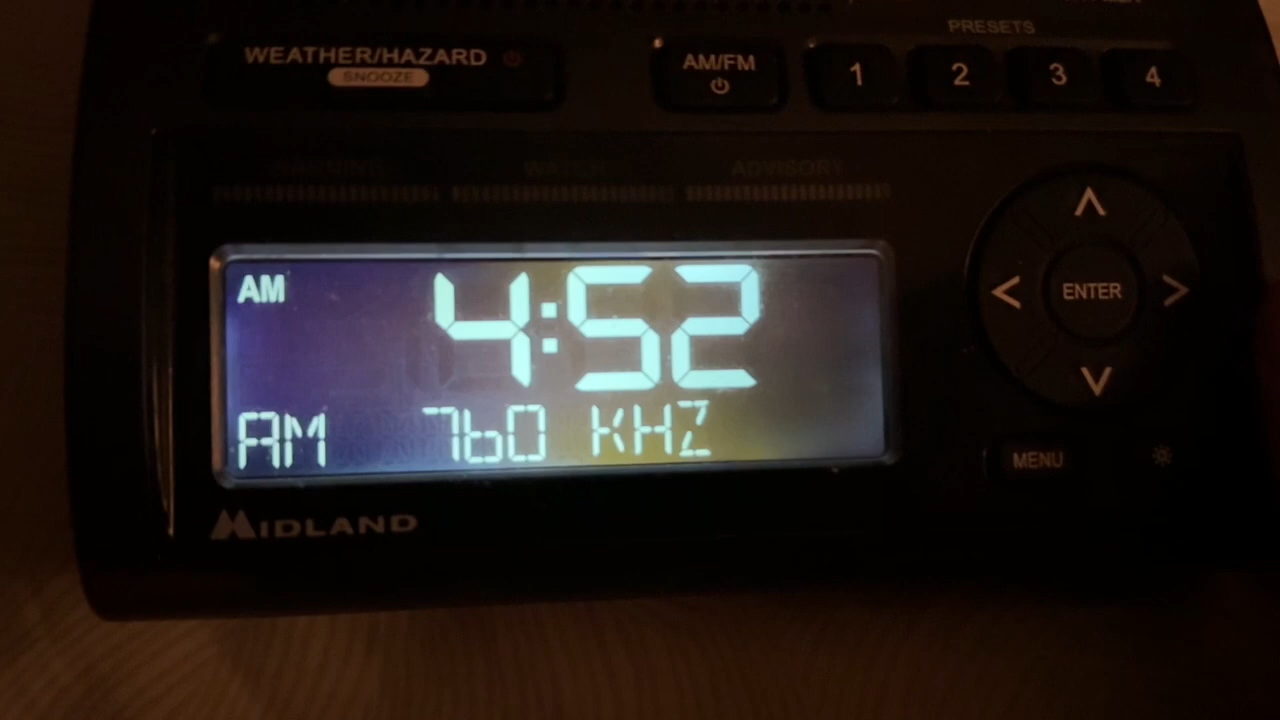 PRESETS
WEATHER/HAZARD
SNOOZE
AM/FM
1 2 3 4
ADVISORY
AM 4:52
AM 760 KHZ
ENTER
MENU
MIDLAND